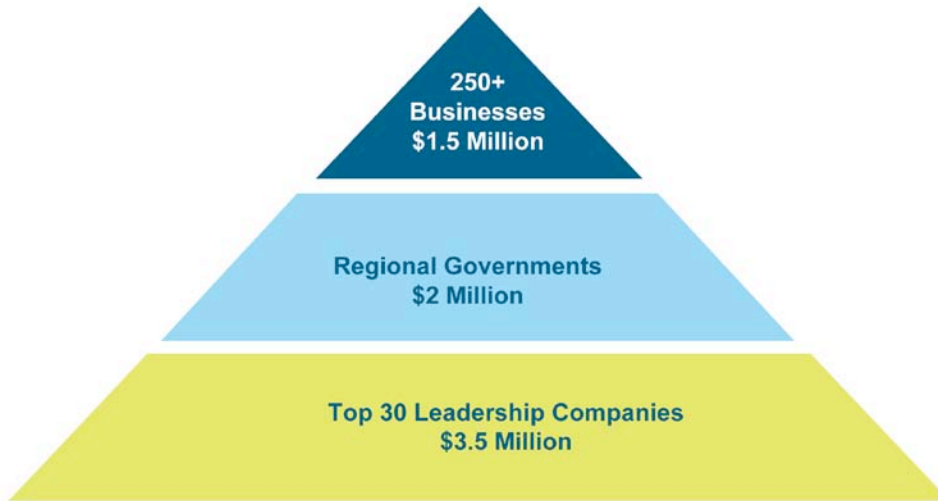 250+
Businesses
$1.5 Million
Regional Governments
$2 Million
Top 30 Leadership Companies
$3.5 Million